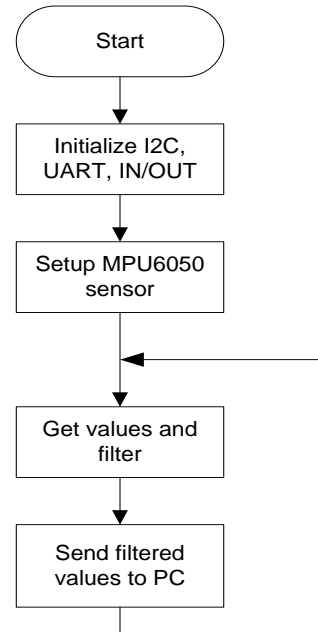 Start
Initialize I2C,
UART, IN/OUT
Setup MPU6050
sensor
Get values and
filter
Send filtered
values to PC